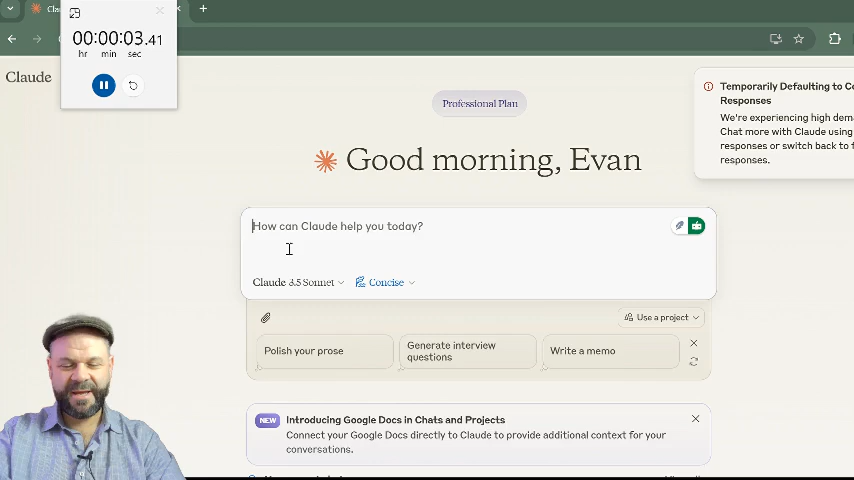 Clau
00:00:03.41
hr min sec
Claude
Professional Plan
Temporarily Defaulting to Co
Responses
We're experiencing high dema
Chat more with Claude using
responses or switch back to f
responses.
Good morning, Evan
How can Claude help you today?
Claude 3.5 Sonnet
Concise
Use a project
Polish your prose
Generate interview
questions
Write a memo
NEW
Introducing Google Docs in Chats and Projects
Connect your Google Docs directly to Claude to provide additional context for your
conversations.